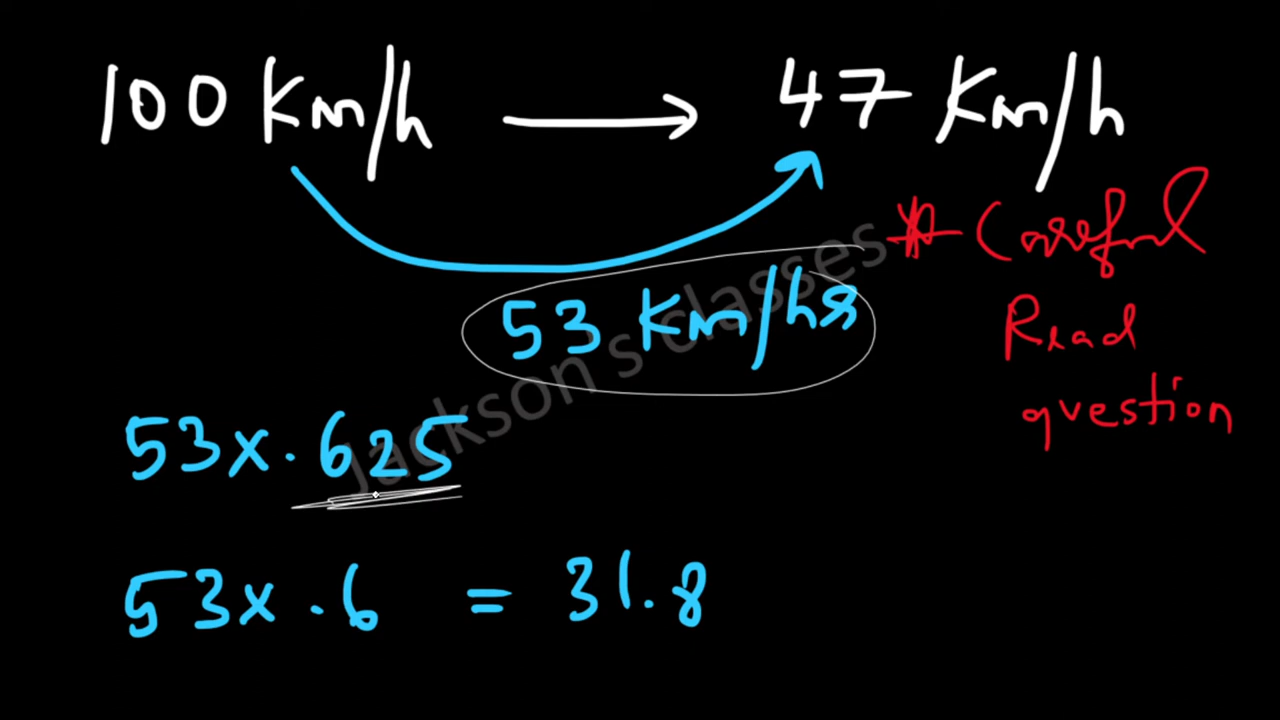 100 Km/h → 47 Km/h
53 Km/hr
* Careful
Read
question
53x.625
53x.6 = 31.8
Jackson's classes